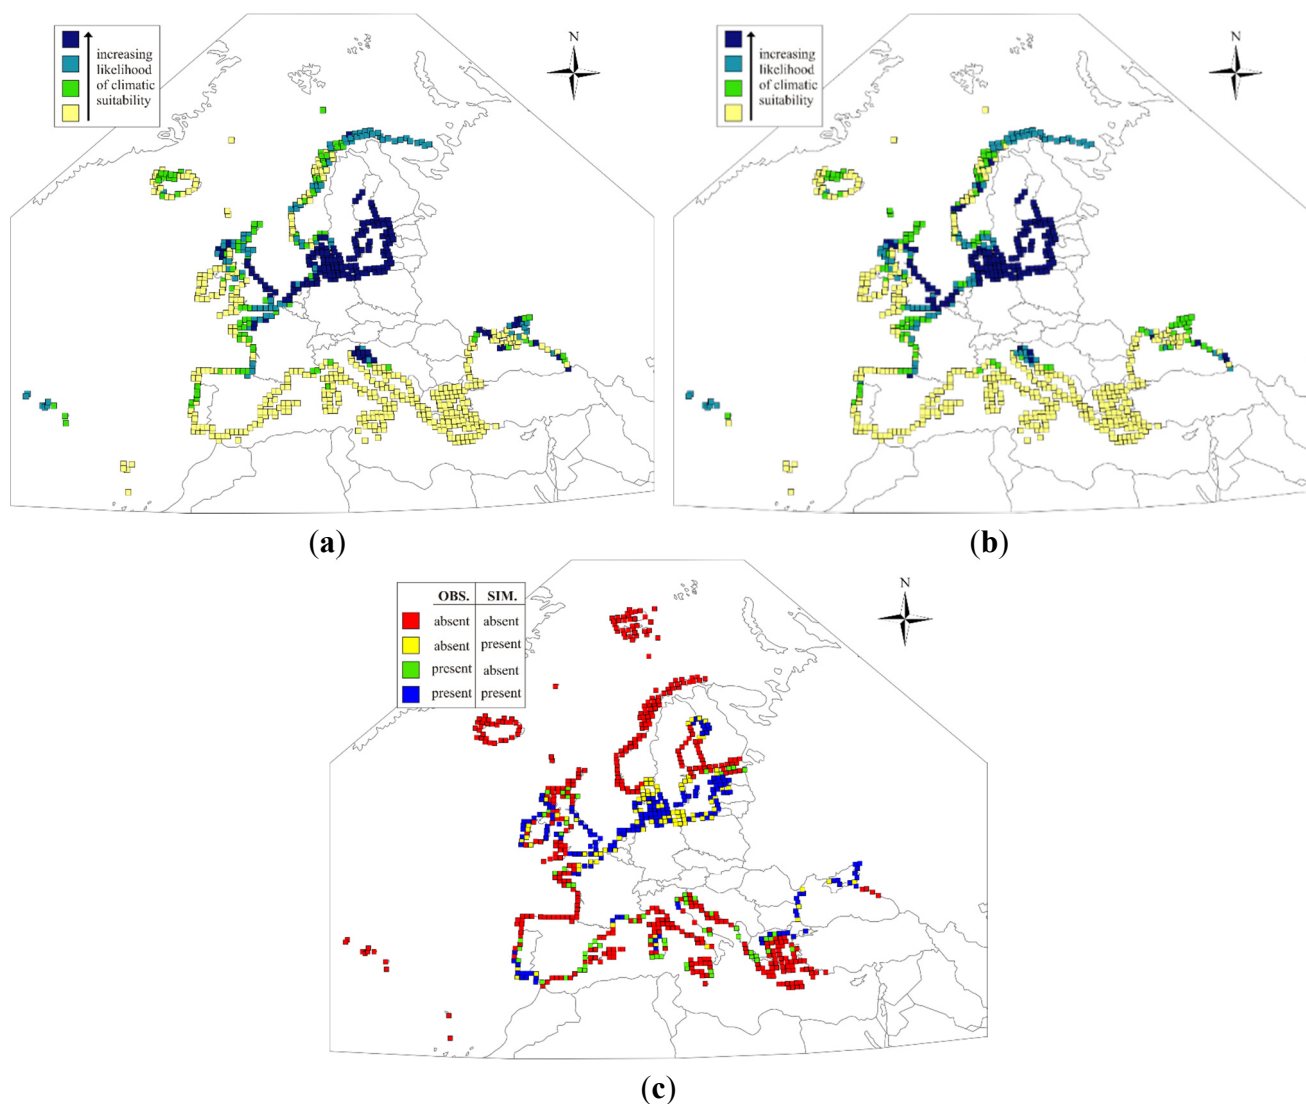 increasing
likelihood
of climatic
suitability
N
increasing
likelihood
of climatic
suitability
N
(a)
(b)
OBS. SIM.
absent absent
absent present
present absent
present present
N
(c)